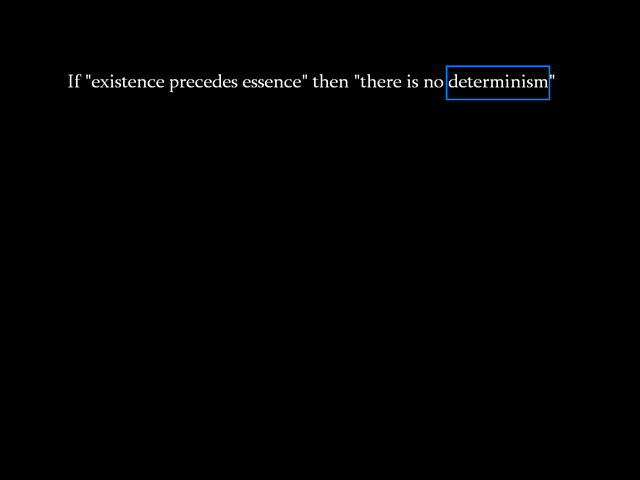 If "existence precedes essence" then "there is no determinism"